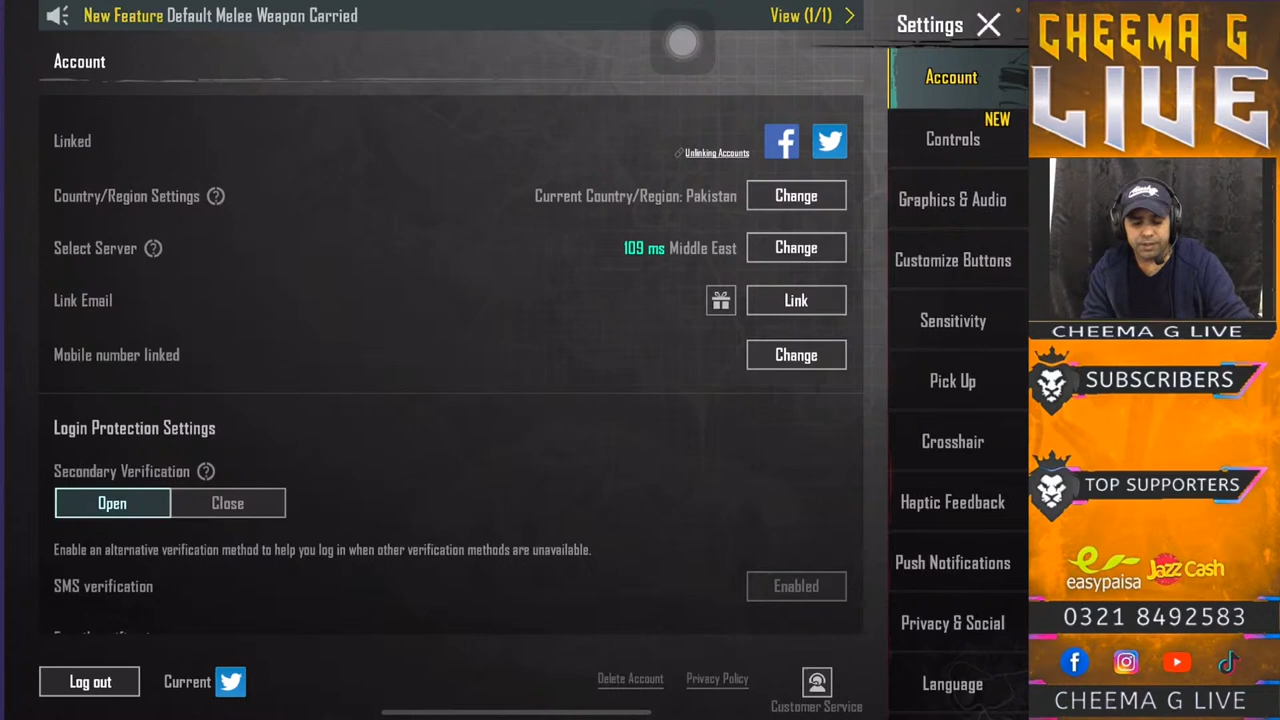 New Feature Default Melee Weapon Carried
View (1/1)
Account
Linked
Unlinking Accounts
Country/Region Settings
Current Country/Region: Pakistan
Change
Select Server
109 ms Middle East
Change
Link Email
Link
Mobile number linked
Change
Login Protection Settings
Secondary Verification
Open
Close
Enable an alternative verification method to help you log in when other verification methods are unavailable.
SMS verification
Enabled
Log out
Current
Delete Account
Privacy Policy
Customer Service
Settings
Account
NEW
Controls
Graphics & Audio
Customize Buttons
Sensitivity
Pick Up
Crosshair
Haptic Feedback
Push Notifications
Privacy & Social
Language
CHEEMA G
LIVE
CHEEMA G LIVE
SUBSCRIBERS
TOP SUPPORTERS
easypaisa
JazzCash
0321 8492583
CHEEMA G LIVE